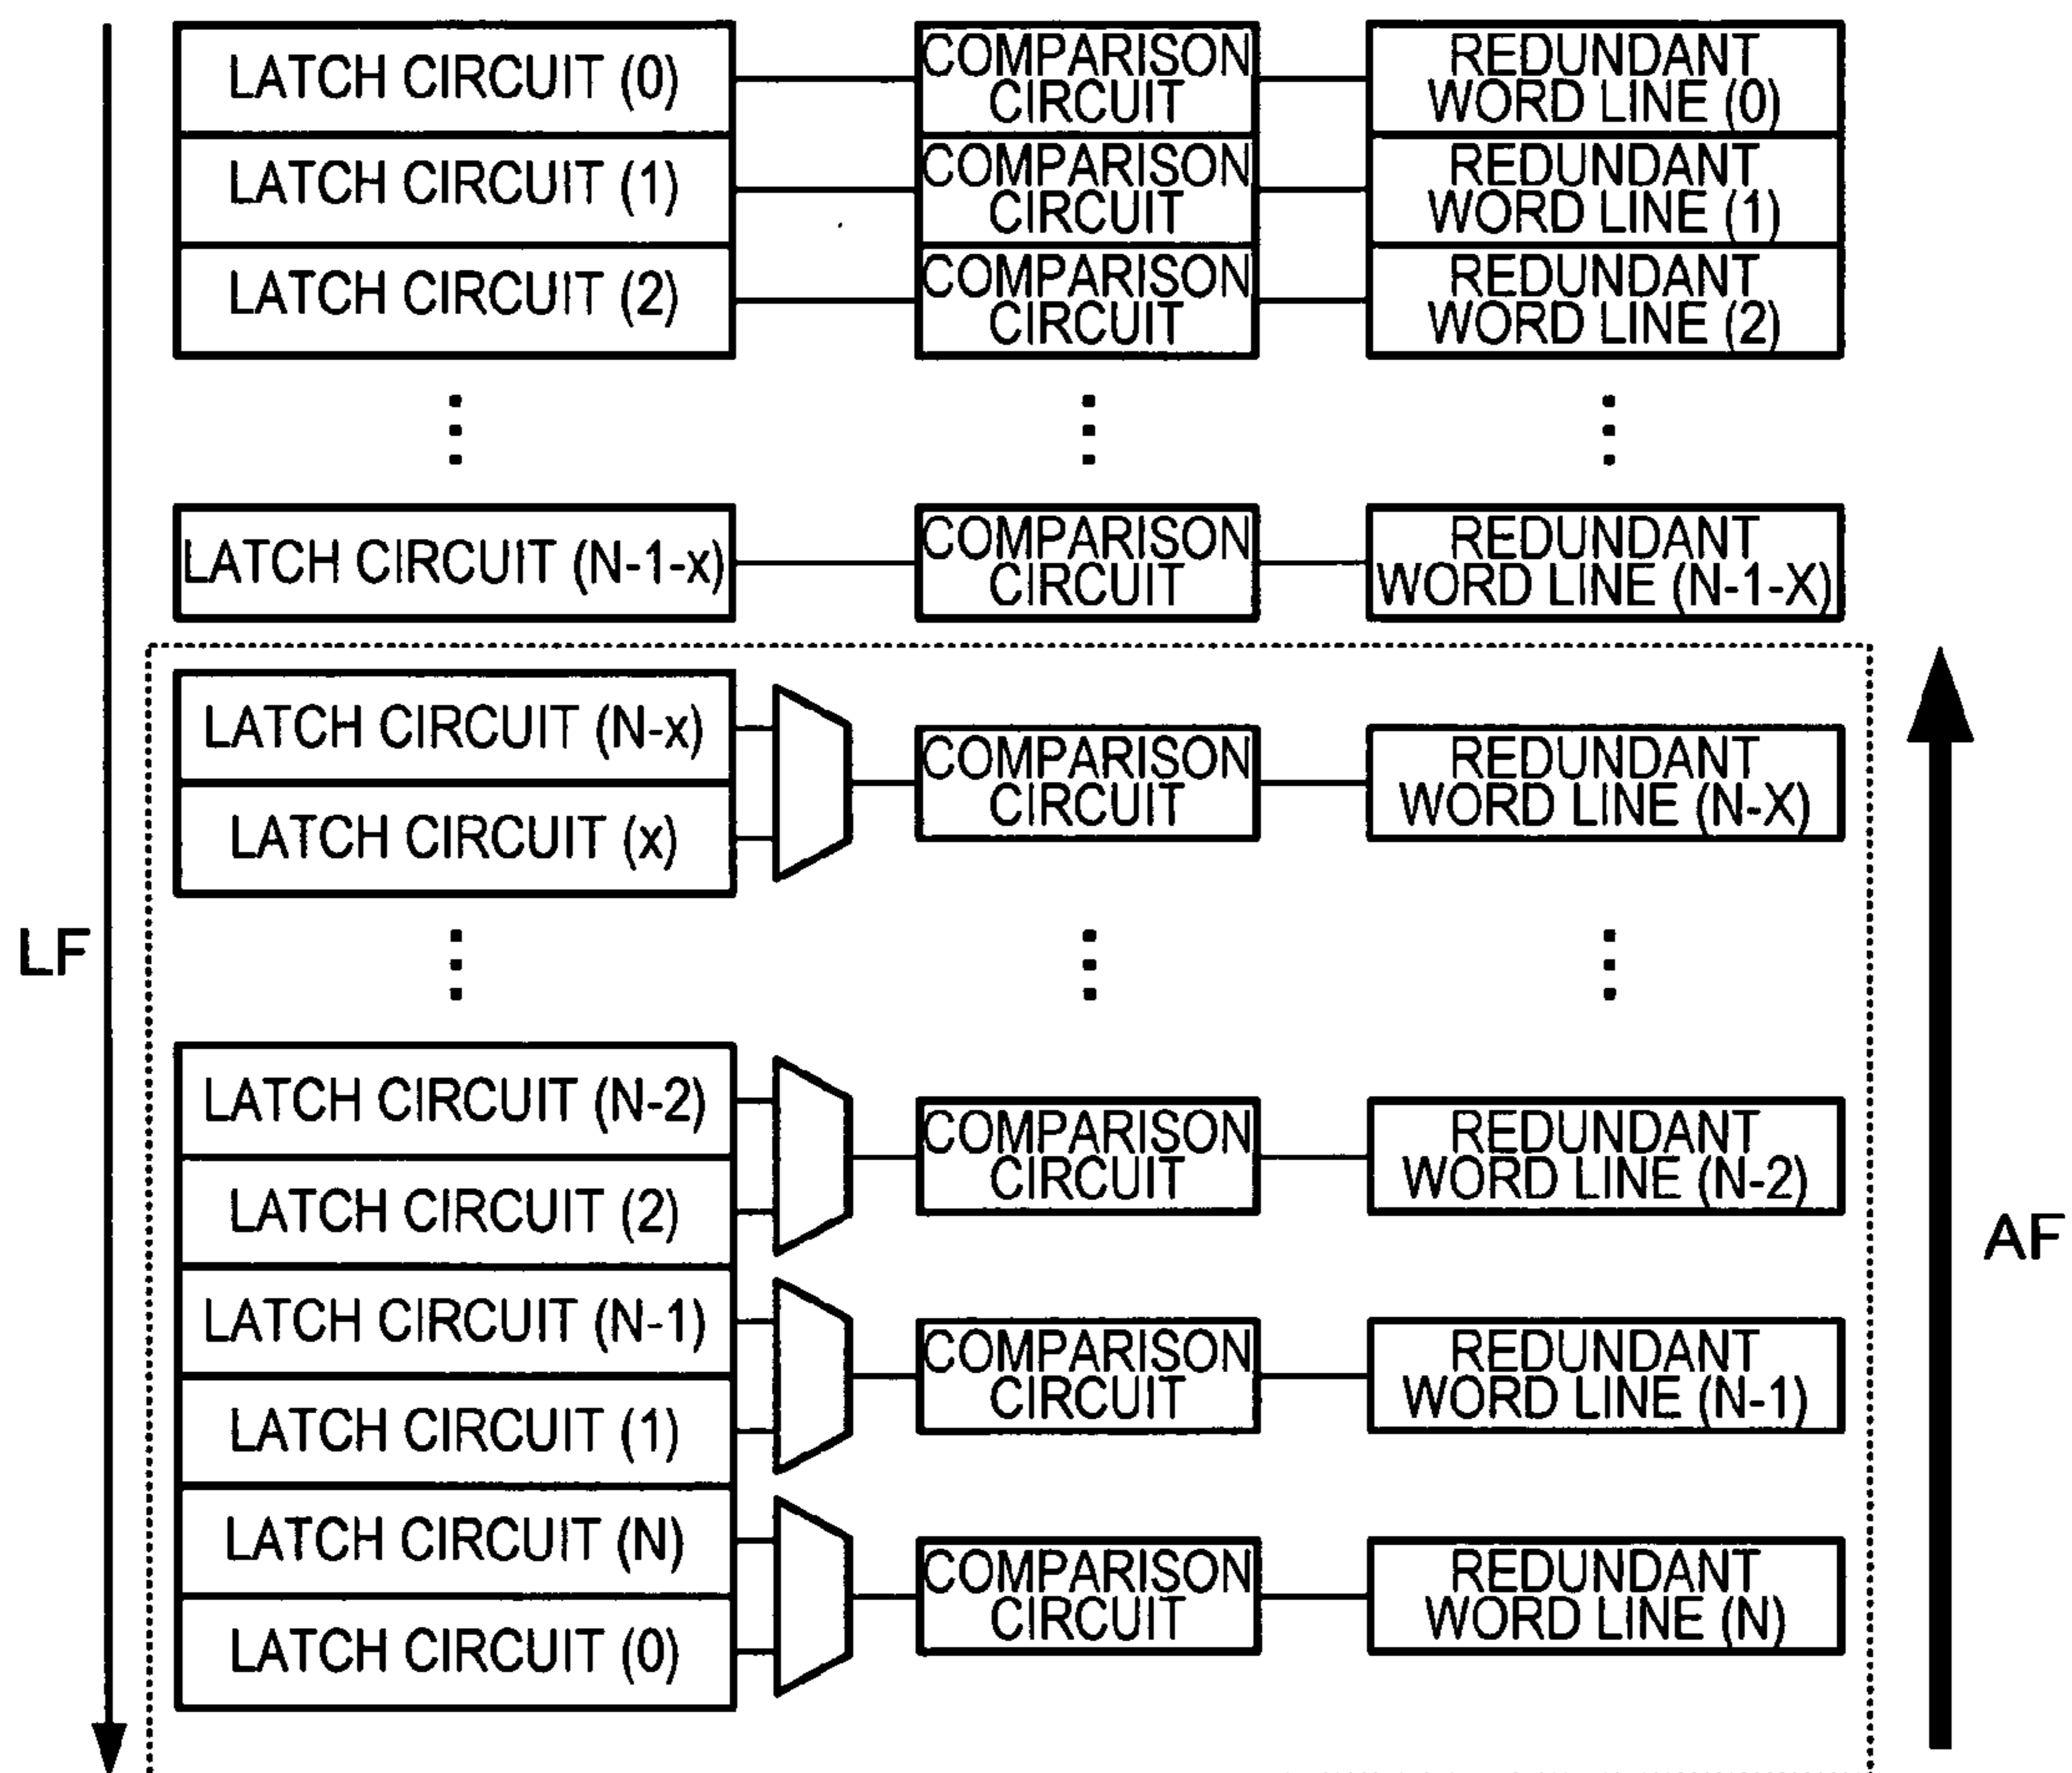 LATCH CIRCUIT (0)
COMPARISON
CIRCUIT
REDUNDANT
WORD LINE (0)
LATCH CIRCUIT (1)
COMPARISON
CIRCUIT
REDUNDANT
WORD LINE (1)
LATCH CIRCUIT (2)
COMPARISON
CIRCUIT
REDUNDANT
WORD LINE (2)
LATCH CIRCUIT (N-1-x)
COMPARISON
CIRCUIT
REDUNDANT
WORD LINE (N-1-X)
LATCH CIRCUIT (N-x)
LATCH CIRCUIT (x)
COMPARISON
CIRCUIT
REDUNDANT
WORD LINE (N-X)
LF
LATCH CIRCUIT (N-2)
LATCH CIRCUIT (2)
COMPARISON
CIRCUIT
REDUNDANT
WORD LINE (N-2)
AF
LATCH CIRCUIT (N-1)
LATCH CIRCUIT (1)
COMPARISON
CIRCUIT
REDUNDANT
WORD LINE (N-1)
LATCH CIRCUIT (N)
LATCH CIRCUIT (0)
COMPARISON
CIRCUIT
REDUNDANT
WORD LINE (N)